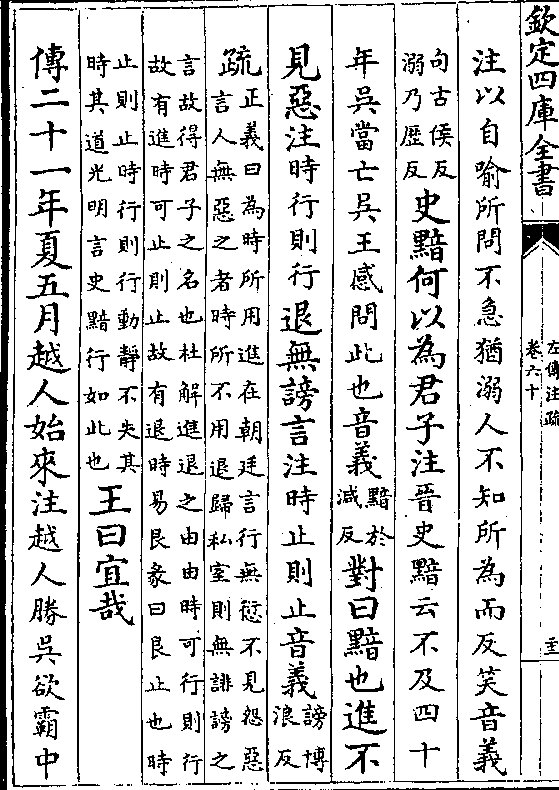 欽定四庫全書
左傳注疏
卷六十
注以自喻所問不急猶溺人不知所為而反笑音義
句古侯反
溺乃歷反
史黯何以為君子注晉史黯云不及四十
年吳當亡吳王感問此也音義
黯於
減反
對曰黯也進不
見惡注時行則行退無謗言注時止則止音義
謗博
浪反
疏
正義曰為時所用進在朝廷言行無愆不見怨惡
言人無惡之者時所不用退歸私室則無誹謗之
言故得君子之名也杜解進退之由由時可行則行
故有進時可止則止故有退時易艮彖曰艮止也時
止則止時行則行動靜不失其
時其道光明言史黯行如此也
王曰宜哉
傳二十一年夏五月越人始來注越人勝吳欲霸中